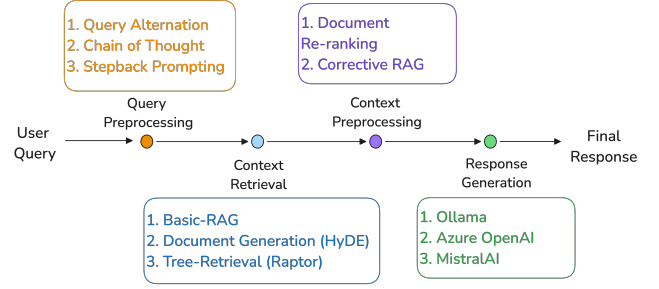 1. Query Alternation
2. Chain of Thought
3. Stepback Prompting
1. Document
Re-ranking
2. Corrective RAG
Query
Preprocessing
Context
Preprocessing
User
Query
Final
Response
Context
Retrieval
Response
Generation
1. Basic-RAG
2. Document Generation (HyDE)
3. Tree-Retrieval (Raptor)
1. Ollama
2. Azure OpenAI
3. MistralAI